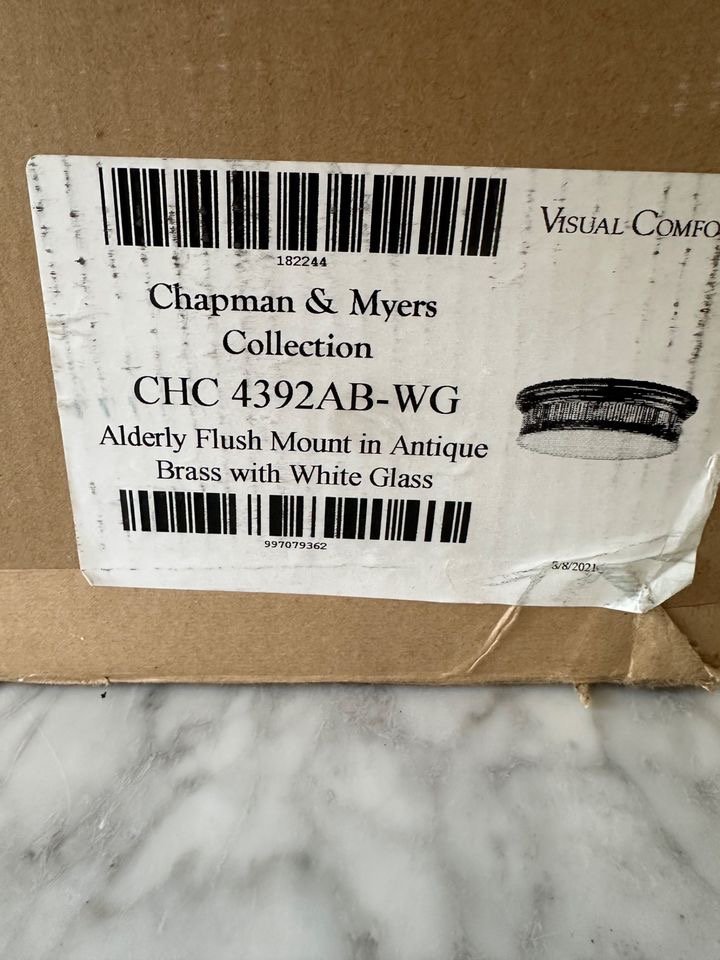 182244
VISUAL COMFO
Chapman & Myers
Collection
CHC 4392AB-WG
Alderly Flush Mount in Antique
Brass with White Glass
997079362
3/8/2021